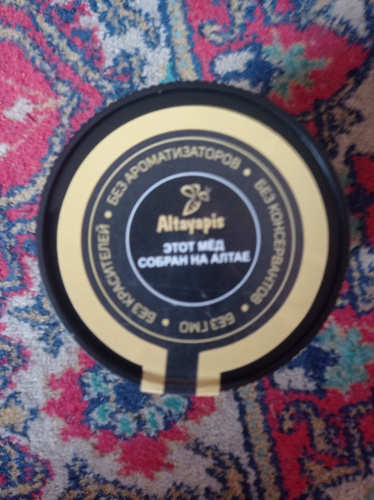 БЕЗ АРОМАТИЗАТОРОВ • БЕЗ КОНСЕРВАНТОВ • БЕЗ ГМО • БЕЗ КРАСИТЕЛЕЙ •
Altayapis
ЭТОТ МЁД
СОБРАН НА АЛТАЕ